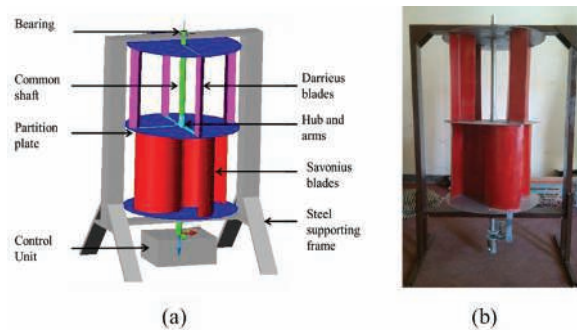 Bearing
Common
shaft
Partition
plate
Control
Unit
Darrieus
blades
Hub and
arms
Savonius
blades
Steel
supporting
frame
(a)
(b)